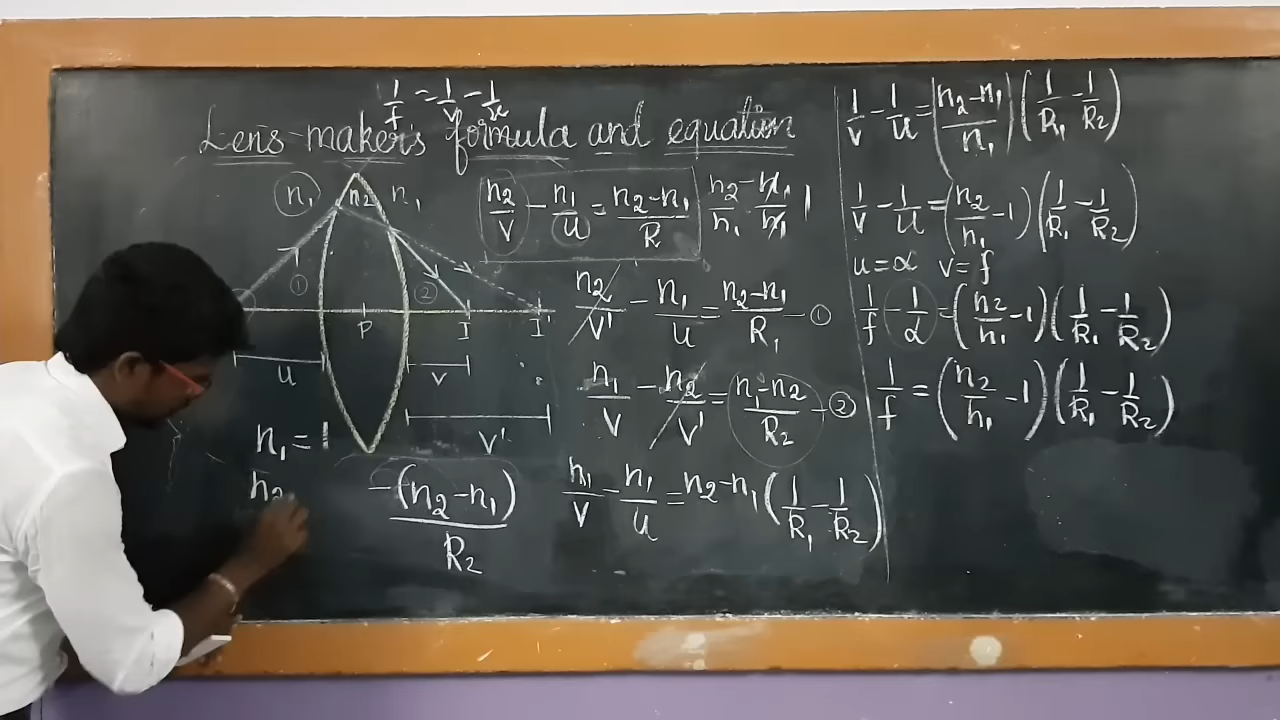 1/f = 1/v - 1/u
Lens-maker's formula and equation
n₁ n₂ n₁
① ②
P I I'
u v
v'
n₁ = 1
n₂
-(n₂ - n₁)/R₂
n₂/v - n₁/u = n₂ - n₁/R
n₂/n₁ - n₁/n₁ 1
n₂/v' - n₁/u = n₂ - n₁/R₁ - ①
n₁/v - n₂/v' = n₁ - n₂/R₂ - ②
n₁/v - n₁/u = n₂ - n₁ (1/R₁ - 1/R₂)
1/v - 1/u = (n₂ - n₁/n₁) (1/R₁ - 1/R₂)
1/v - 1/u = (n₂/n₁ - 1) (1/R₁ - 1/R₂)
u = α v = f
1/f - 1/α = (n₂/n₁ - 1) (1/R₁ - 1/R₂)
1/f = (n₂/n₁ - 1) (1/R₁ - 1/R₂)